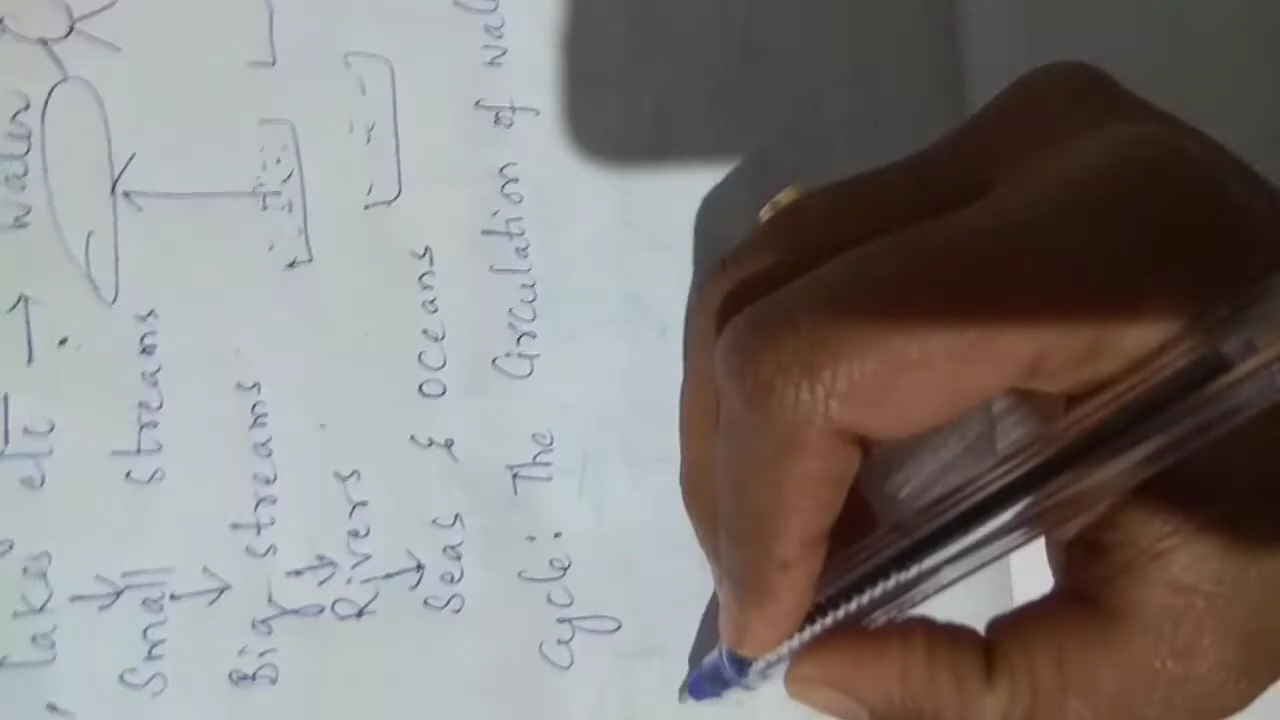 lakes etc → water
small streams
Big streams
Rivers
Seas & oceans
Cycle: The Circulation of